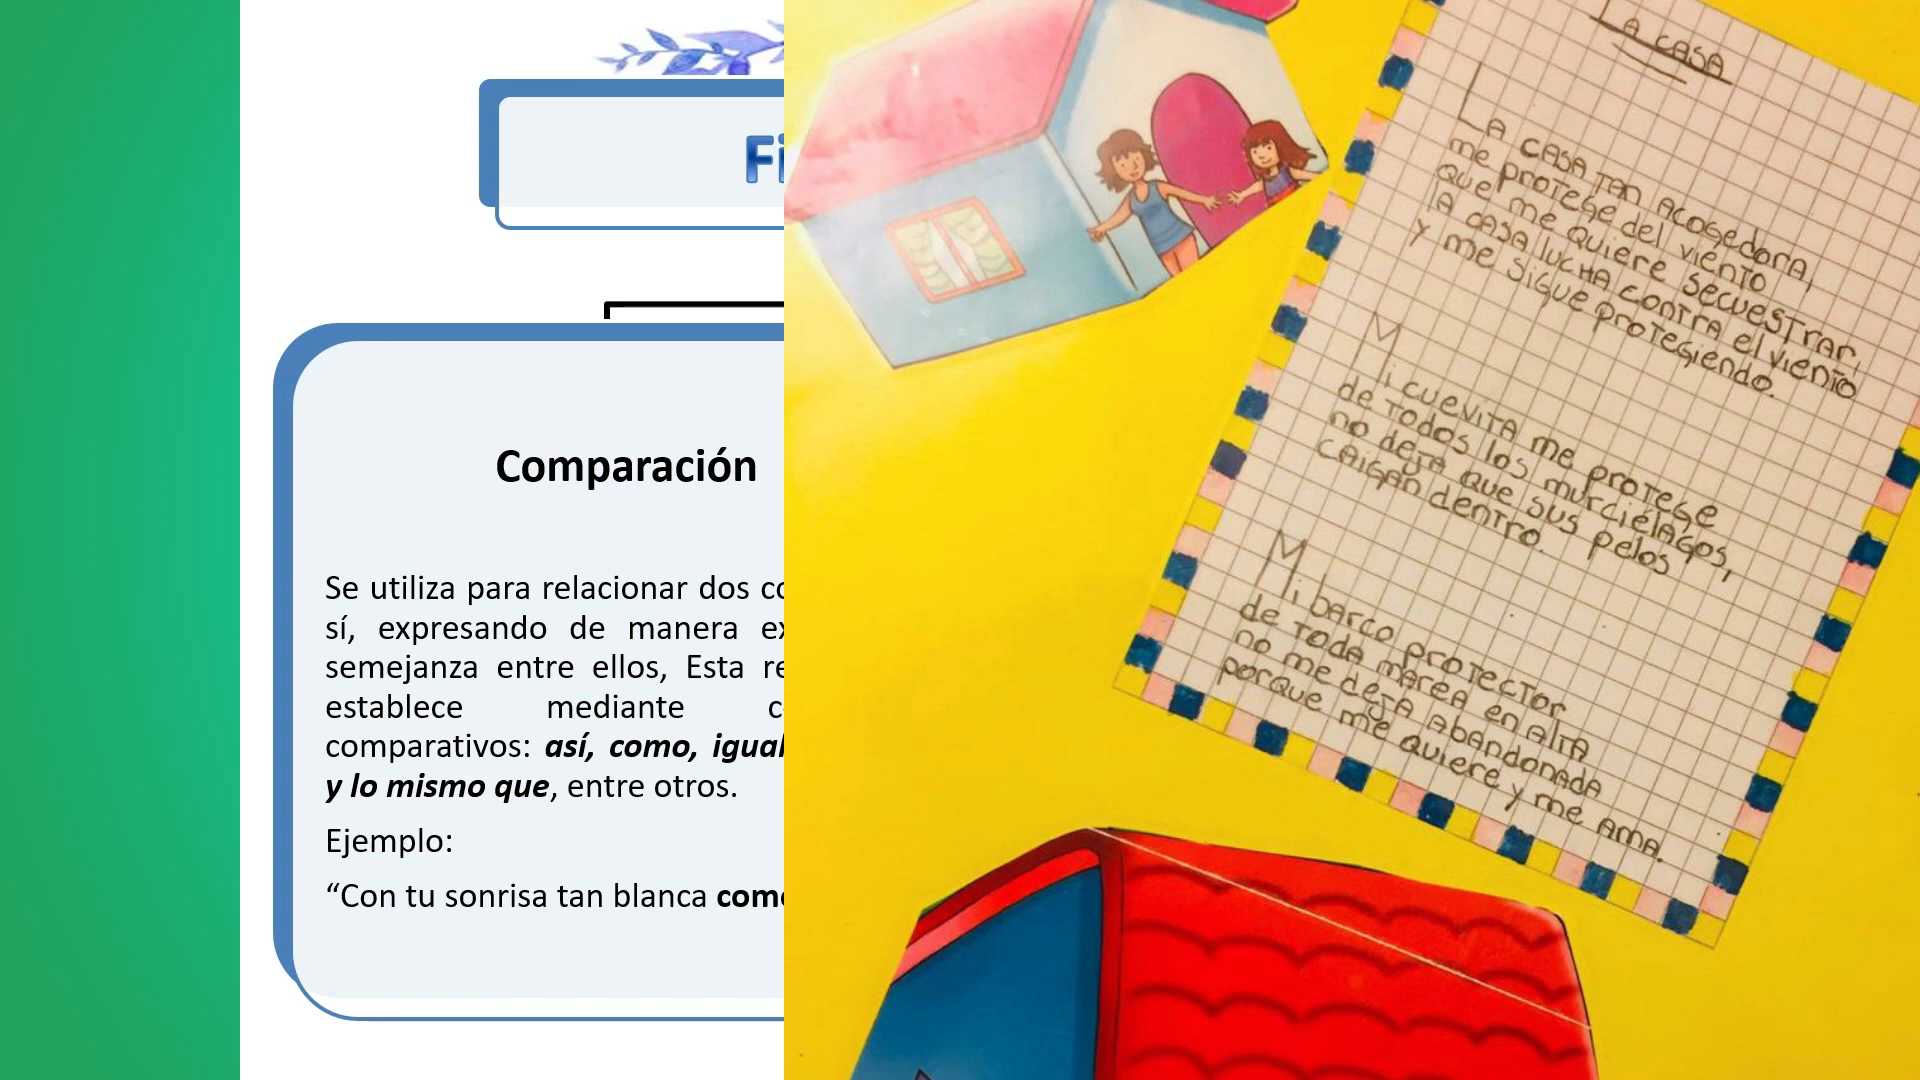 Fi
Comparación
Se utiliza para relacionar dos co
sí, expresando de manera ex
semejanza entre ellos, Esta re
establece mediante c
comparativos: así, como, igual
y lo mismo que, entre otros.
Ejemplo:
“Con tu sonrisa tan blanca como
LA CASA
LA CASA TAN ACOGEDORA,
me proTege del vienTo
que me quiere secuesTrar,
lA cASA lucHA conTrA el vienTo
y me sigue proTegiendo.
Mi cueviTA me proTege
de Todos los murciélAgos,
no dejA que sus pelos
cAigAn denTro.
Mi bArco proTecTor
de TodA mAreA en AlTA
no me dejA AbAndonAdA
porque me quiere y me AmA.